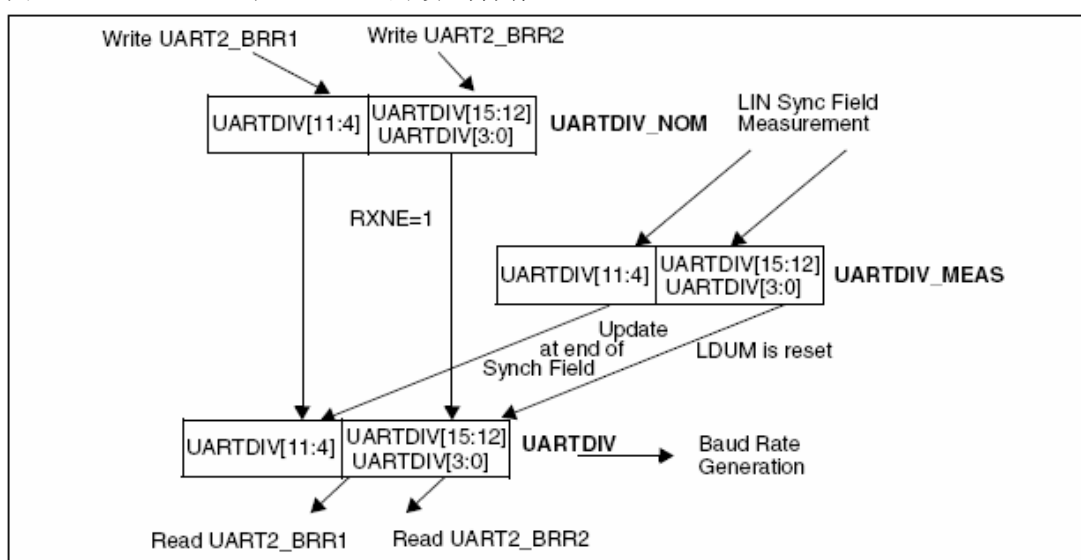 Write UART2_BRR1
Write UART2_BRR2
UARTDIV[11:4]
UARTDIV[15:12]
UARTDIV[3:0]
UARTDIV_NOM
LIN Sync Field
Measurement
RXNE=1
UARTDIV[11:4]
UARTDIV[15:12]
UARTDIV[3:0]
UARTDIV_MEAS
Update
at end of
Synch Field
LDUM is reset
UARTDIV[11:4]
UARTDIV[15:12]
UARTDIV[3:0]
UARTDIV
Baud Rate
Generation
Read UART2_BRR1
Read UART2_BRR2